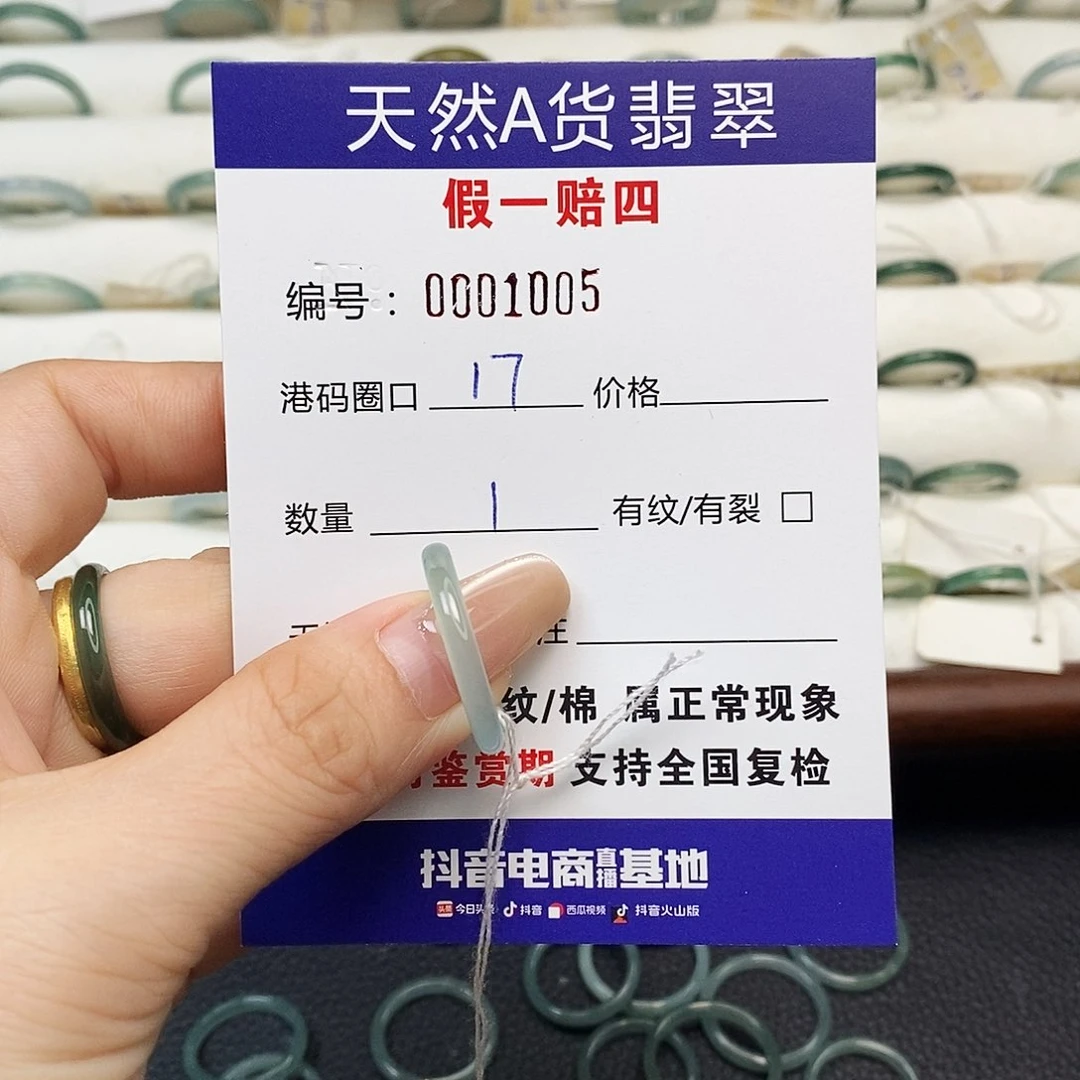 天然A货翡翠
假一赔四
编号：0001005
港码圈口 17 价格
数量 1 有纹/有裂 □
注
纹/棉 属正常现象
鉴赏期 支持全国复检
抖音电商直播基地
今日头条 抖音 西瓜视频 抖音火山版